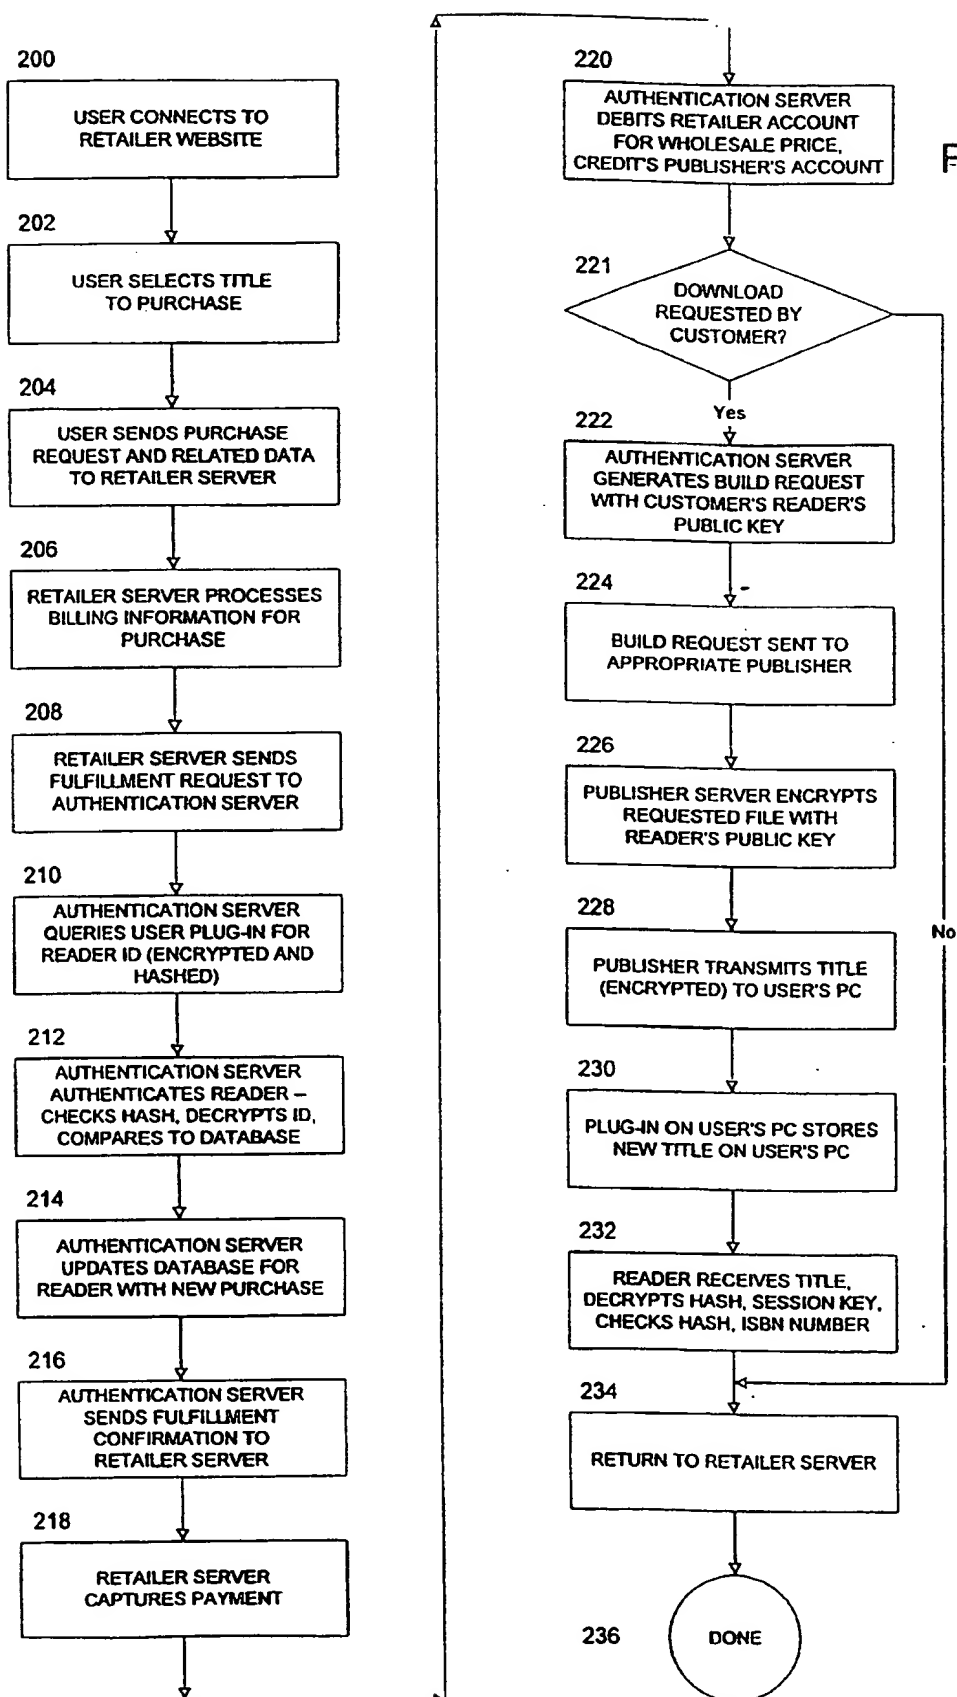 200
USER CONNECTS TO
RETAILER WEBSITE
202
USER SELECTS TITLE
TO PURCHASE
204
USER SENDS PURCHASE
REQUEST AND RELATED DATA
TO RETAILER SERVER
206
RETAILER SERVER PROCESSES
BILLING INFORMATION FOR
PURCHASE
208
RETAILER SERVER SENDS
FULFILLMENT REQUEST TO
AUTHENTICATION SERVER
210
AUTHENTICATION SERVER
QUERIES USER PLUG-IN FOR
READER ID (ENCRYPTED AND
HASHED)
212
AUTHENTICATION SERVER
AUTHENTICATES READER –
CHECKS HASH, DECRYPTS ID,
COMPARES TO DATABASE
214
AUTHENTICATION SERVER
UPDATES DATABASE FOR
READER WITH NEW PURCHASE
216
AUTHENTICATION SERVER
SENDS FULFILLMENT
CONFIRMATION TO
RETAILER SERVER
218
RETAILER SERVER
CAPTURES PAYMENT
220
AUTHENTICATION SERVER
DEBITS RETAILER ACCOUNT
FOR WHOLESALE PRICE,
CREDIT'S PUBLISHER'S ACCOUNT
F
221
DOWNLOAD
REQUESTED BY
CUSTOMER?
Yes
222
AUTHENTICATION SERVER
GENERATES BUILD REQUEST
WITH CUSTOMER'S READER'S
PUBLIC KEY
224
BUILD REQUEST SENT TO
APPROPRIATE PUBLISHER
226
PUBLISHER SERVER ENCRYPTS
REQUESTED FILE WITH
READER'S PUBLIC KEY
228
No
PUBLISHER TRANSMITS TITLE
(ENCRYPTED) TO USER'S PC
230
PLUG-IN ON USER'S PC STORES
NEW TITLE ON USER'S PC
232
READER RECEIVES TITLE,
DECRYPTS HASH, SESSION KEY,
CHECKS HASH, ISBN NUMBER
234
RETURN TO RETAILER SERVER
236
DONE